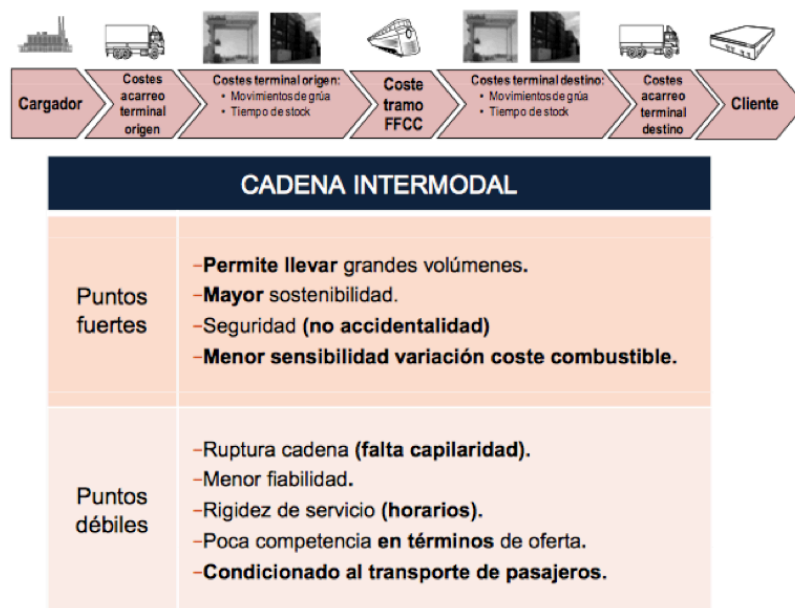 Cargador
Costes
acarreo
terminal
origen
Costes terminal origen:
• Movimientos de grúa
• Tiempo de stock
Coste
tramo
FFCC
Costes terminal destino:
• Movimientos de grúa
• Tiempo de stock
Costes
acarreo
terminal
destino
Cliente
CADENA INTERMODAL
Puntos
fuertes
–Permite llevar grandes volúmenes.
–Mayor sostenibilidad.
–Seguridad (no accidentalidad)
–Menor sensibilidad variación coste combustible.
Puntos
débiles
–Ruptura cadena (falta capilaridad).
–Menor fiabilidad.
–Rigidez de servicio (horarios).
–Poca competencia en términos de oferta.
–Condicionado al transporte de pasajeros.